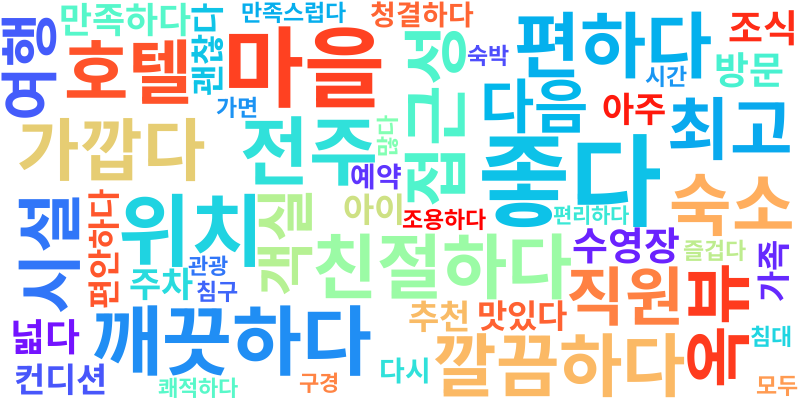 만족하다
만족스럽다
청결하다
조식
여행
호텔
괜찮다
마을
접근성
숙박
편하다
시간
방문
가면
다음
아주
최고
가깝다
전주
많다
예약
좋다
숙소
시설
편안하다
위치
객실
아이
조용하다
편리하다
수영장
즐겁다
가족
친절하다
주차
관광
침구
직원
뷰
넓다
깨끗하다
추천
맛있다
옥
침대
컨디션
쾌적하다
구경
다시
깔끔하다
모두